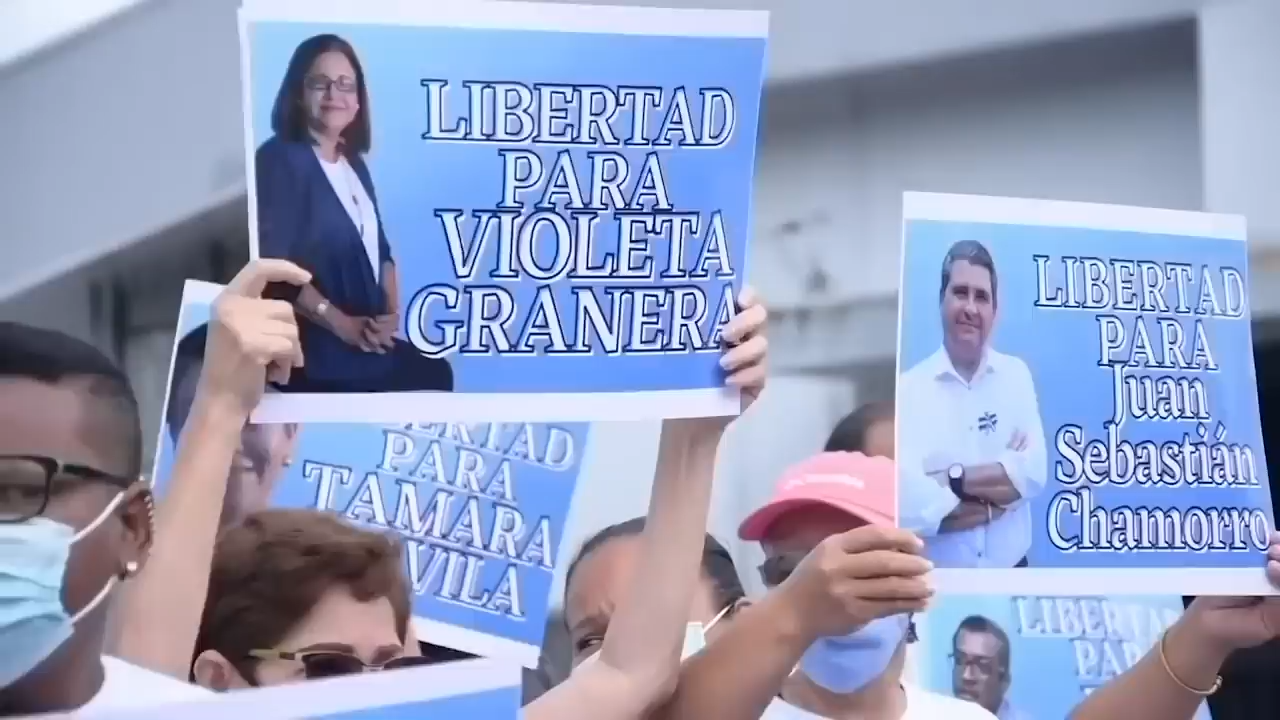 LIBERTAD
PARA
VIOLETA
GRANERA
LIBERTAD
PARA
Juan
Sebastián
Chamorro
PARA
TAMARA
LIBERTAD